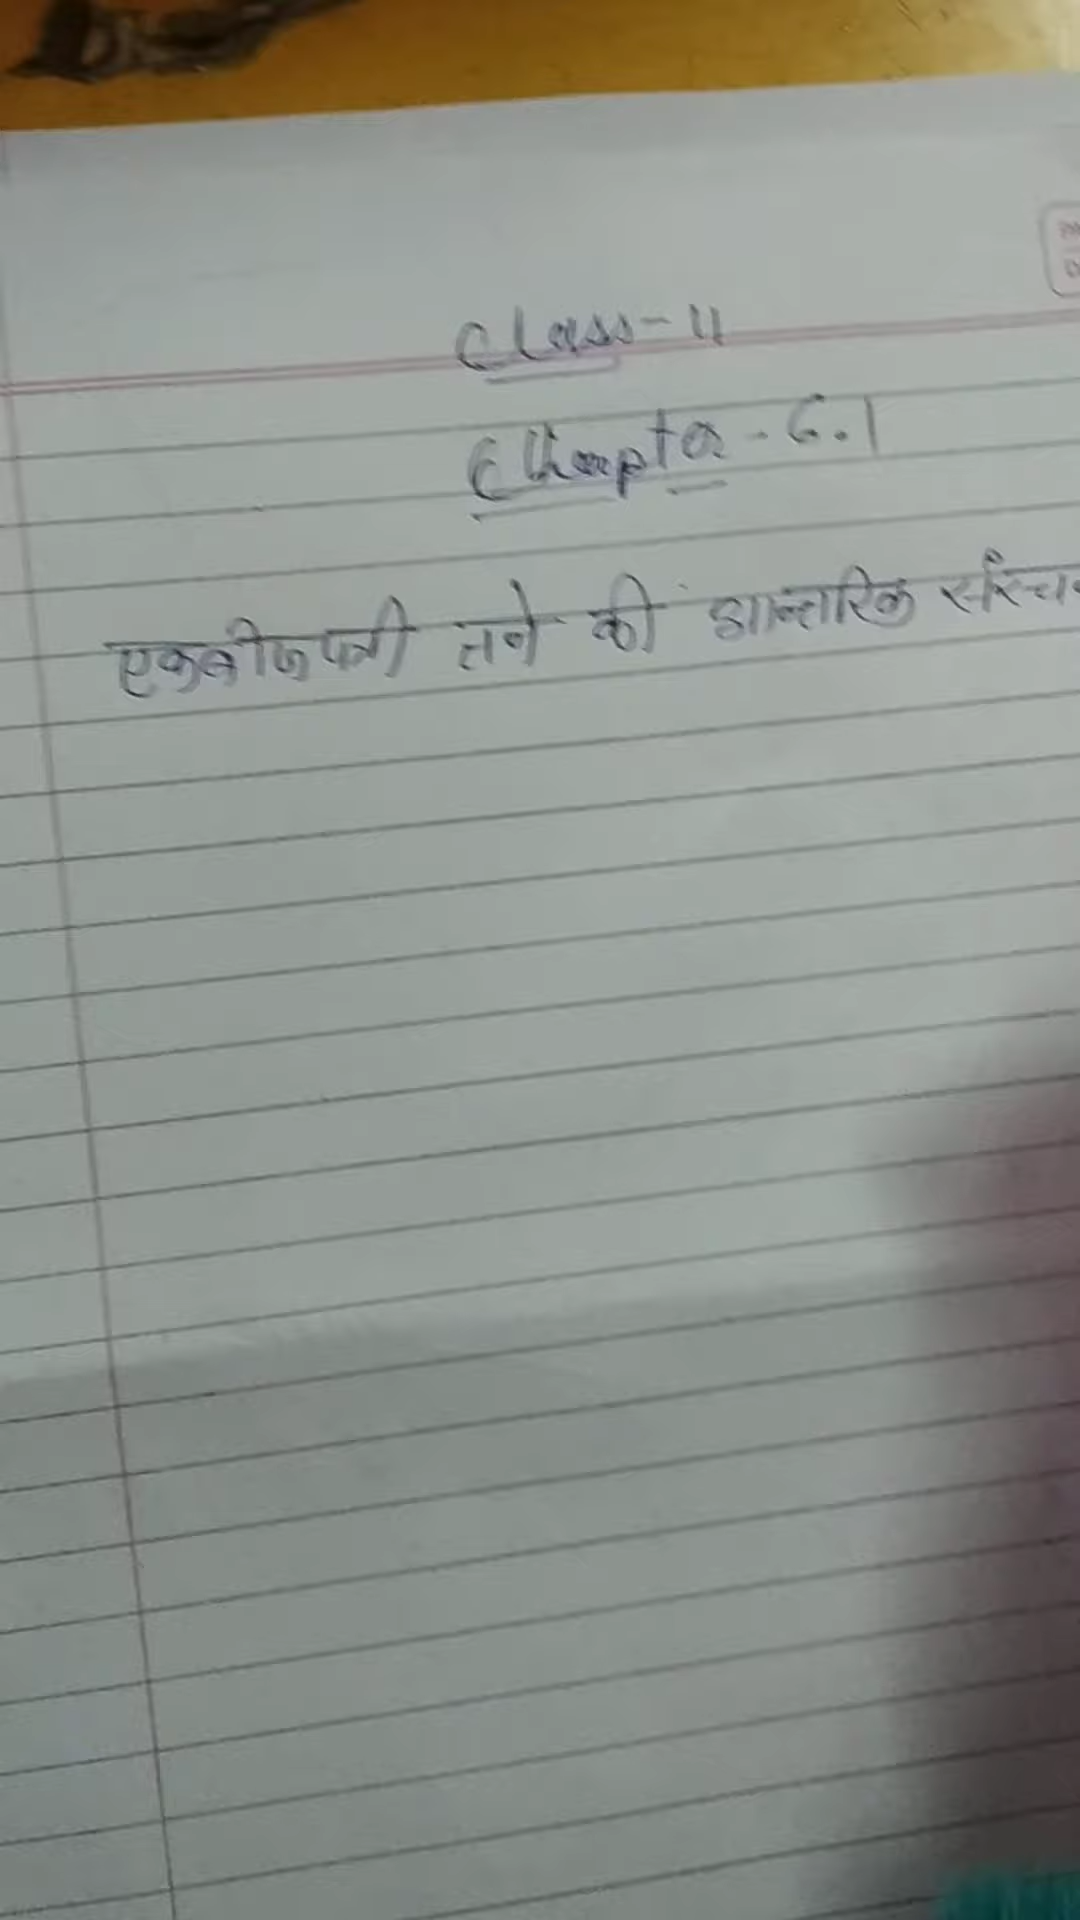 Class-11
Chapter - 6.1
एकबीजपत्री तने की आन्तरिक